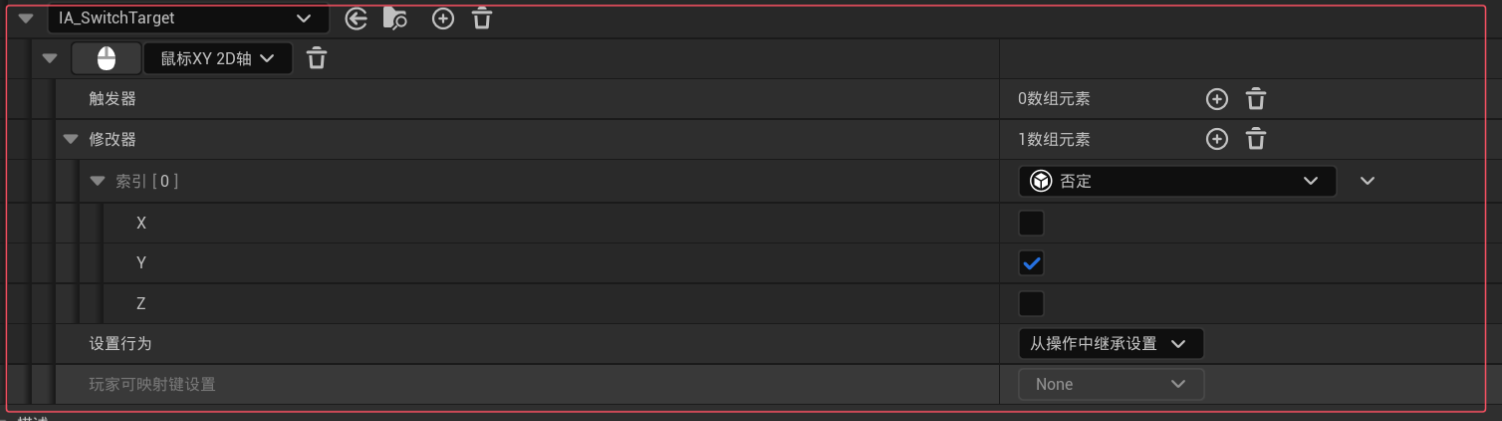 IA_SwitchTarget
鼠标XY 2D轴
触发器 0数组元素
修改器 1数组元素
索引 [ 0 ] 否定
X
Y
Z
设置行为 从操作中继承设置
玩家可映射键设置 None